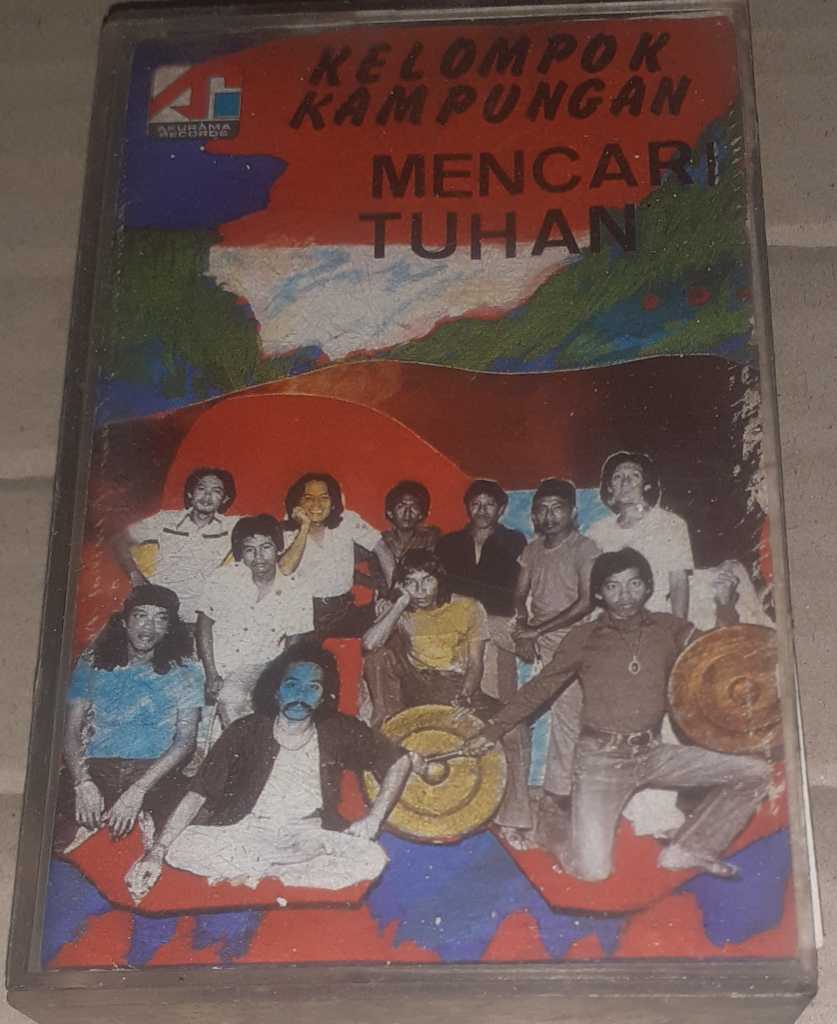 KELOMPOK
KAMPUNGAN
MENCARI
TUHAN
AKURAMA
RECORDS